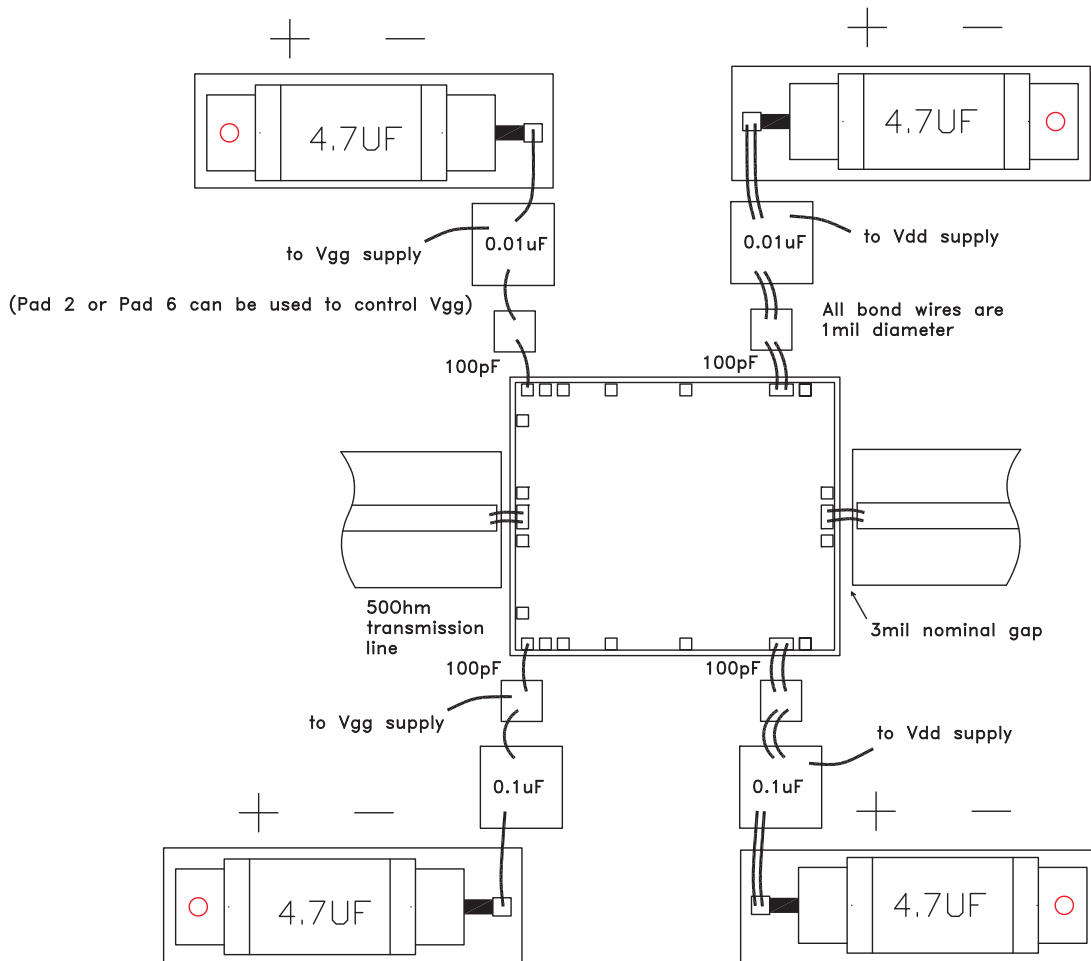 + −
+ −
4.7UF
4.7UF
0.01uF
0.01uF
to Vgg supply
to Vdd supply
(Pad 2 or Pad 6 can be used to control Vgg)
All bond wires are
1mil diameter
100pF
100pF
50Ohm
transmission
line
3mil nominal gap
100pF
100pF
to Vgg supply
to Vdd supply
0.1uF
0.1uF
+ −
+ −
4.7UF
4.7UF